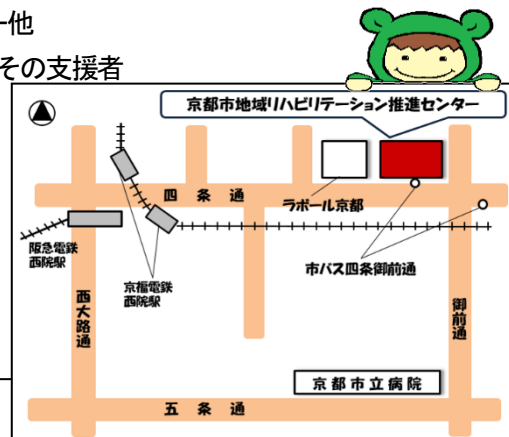 他
その支援者
京都市地域リハビリテーション推進センター
四条通
ラボール京都
阪急電鉄
西院駅
京福電鉄
西院駅
市バス四条御前通
西大路通
御前通
京都市立病院
五条通